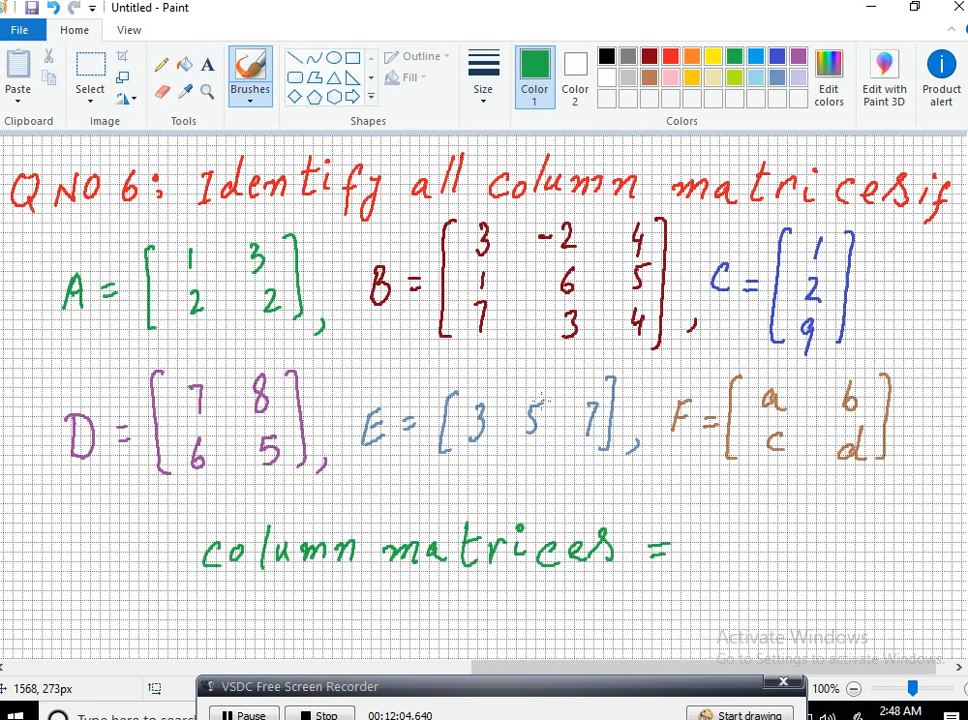 Untitled - Paint
File Home View
Paste Select Brushes Size Color 1 Color 2 Edit colors Edit with Paint 3D Product alert
Outline
Fill
Clipboard Image Tools Shapes Colors
QNO 6: Identify all column matrices if
A = [ 1 3
2 2 ],
B = [ 3 -2 4
1 6 5
7 3 4 ],
C = [ 1
2
9 ]
D = [ 7 8
6 5 ],
E = [ 3 5 7 ],
F = [ a b
c d ]
column matrices =
Activate Windows
Go to Settings to activate Windows.
1568, 273px 100%
VSDC Free Screen Recorder
Pause Stop 00:12:04.640 Start drawing
Type here to 2:48 AM